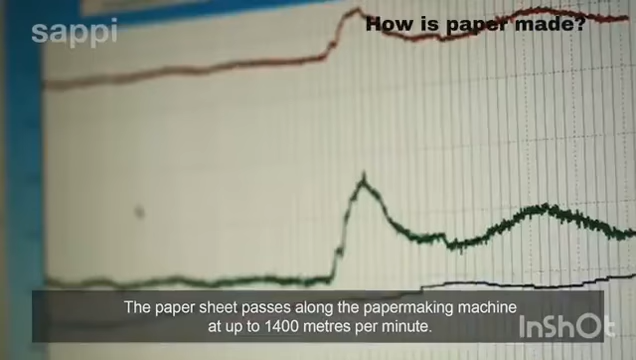 sappi
How is paper made?
The paper sheet passes along the papermaking machine
at up to 1400 metres per minute.
InShOt